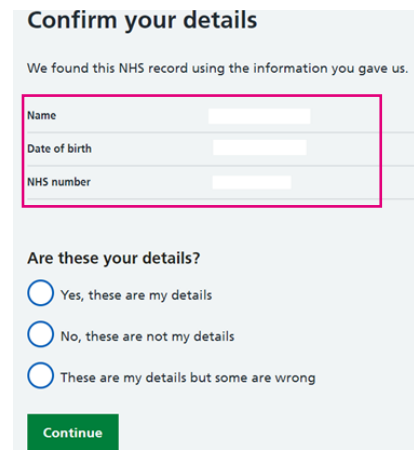 Confirm your details
We found this NHS record using the information you gave us.
Name
Date of birth
NHS number
Are these your details?
Yes, these are my details
No, these are not my details
These are my details but some are wrong
Continue